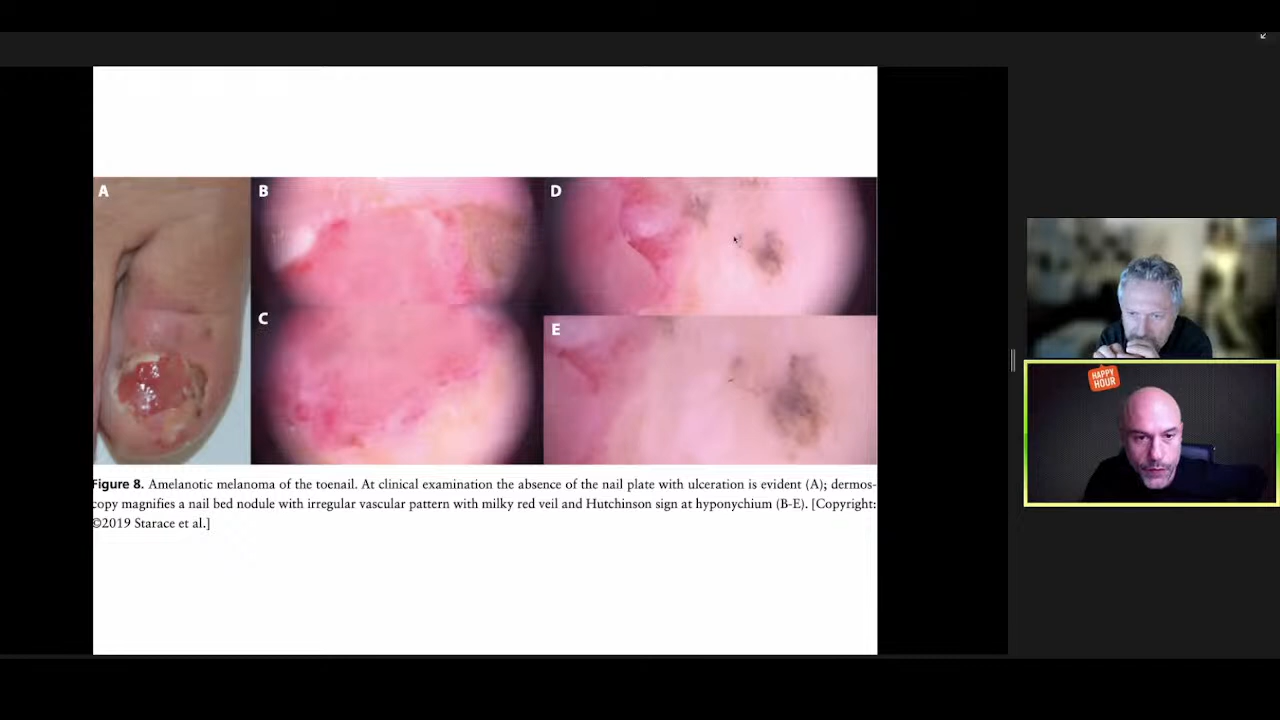 A
B
D
C
E
HAPPY
HOUR
Figure 8. Amelanotic melanoma of the toenail. At clinical examination the absence of the nail plate with ulceration is evident (A); dermos-
copy magnifies a nail bed nodule with irregular vascular pattern with milky red veil and Hutchinson sign at hyponychium (B-E). [Copyright:
©2019 Starace et al.]